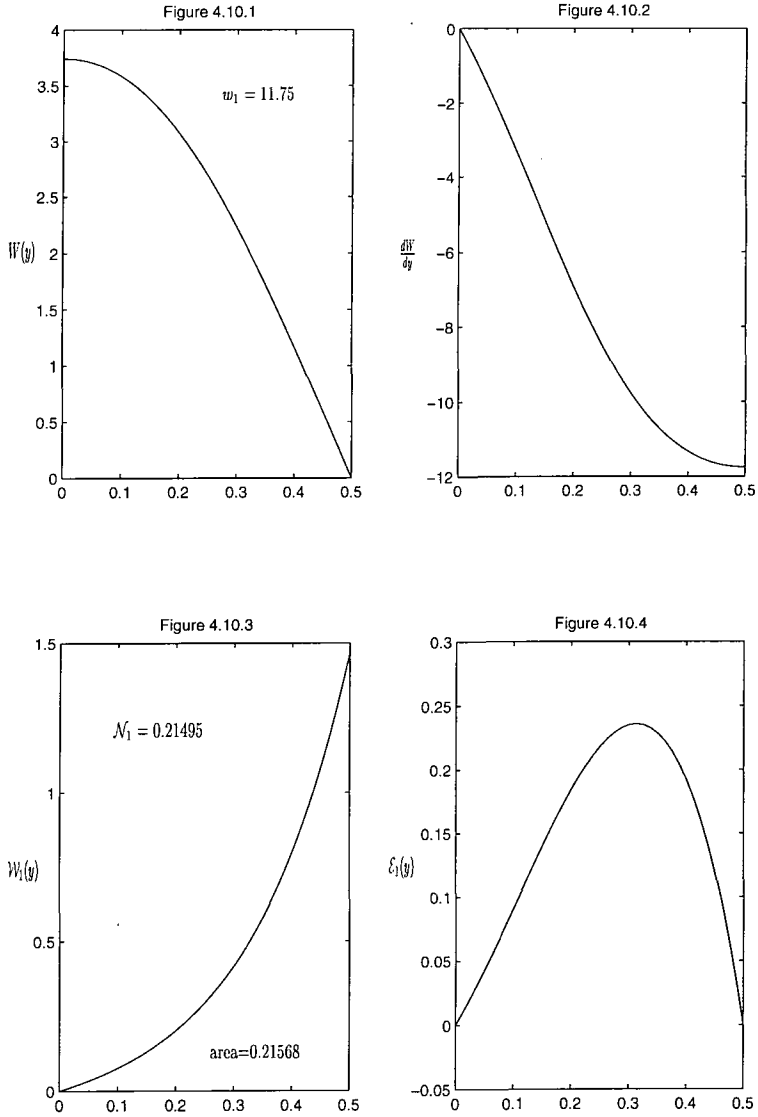 Figure 4.10.1
4
3.5
3
2.5
2
1.5
1
0.5
0
W(y)
w₁ = 11.75
0 0.1 0.2 0.3 0.4 0.5
Figure 4.10.2
0
−2
−4
−6
−8
−10
−12
dW
dy
0 0.1 0.2 0.3 0.4 0.5
Figure 4.10.3
1.5
1
0.5
0
𝒲₁(y)
𝒩₁ = 0.21495
area=0.21568
0 0.1 0.2 0.3 0.4 0.5
Figure 4.10.4
0.3
0.25
0.2
0.15
0.1
0.05
0
−0.05
ℰ₁(y)
0 0.1 0.2 0.3 0.4 0.5